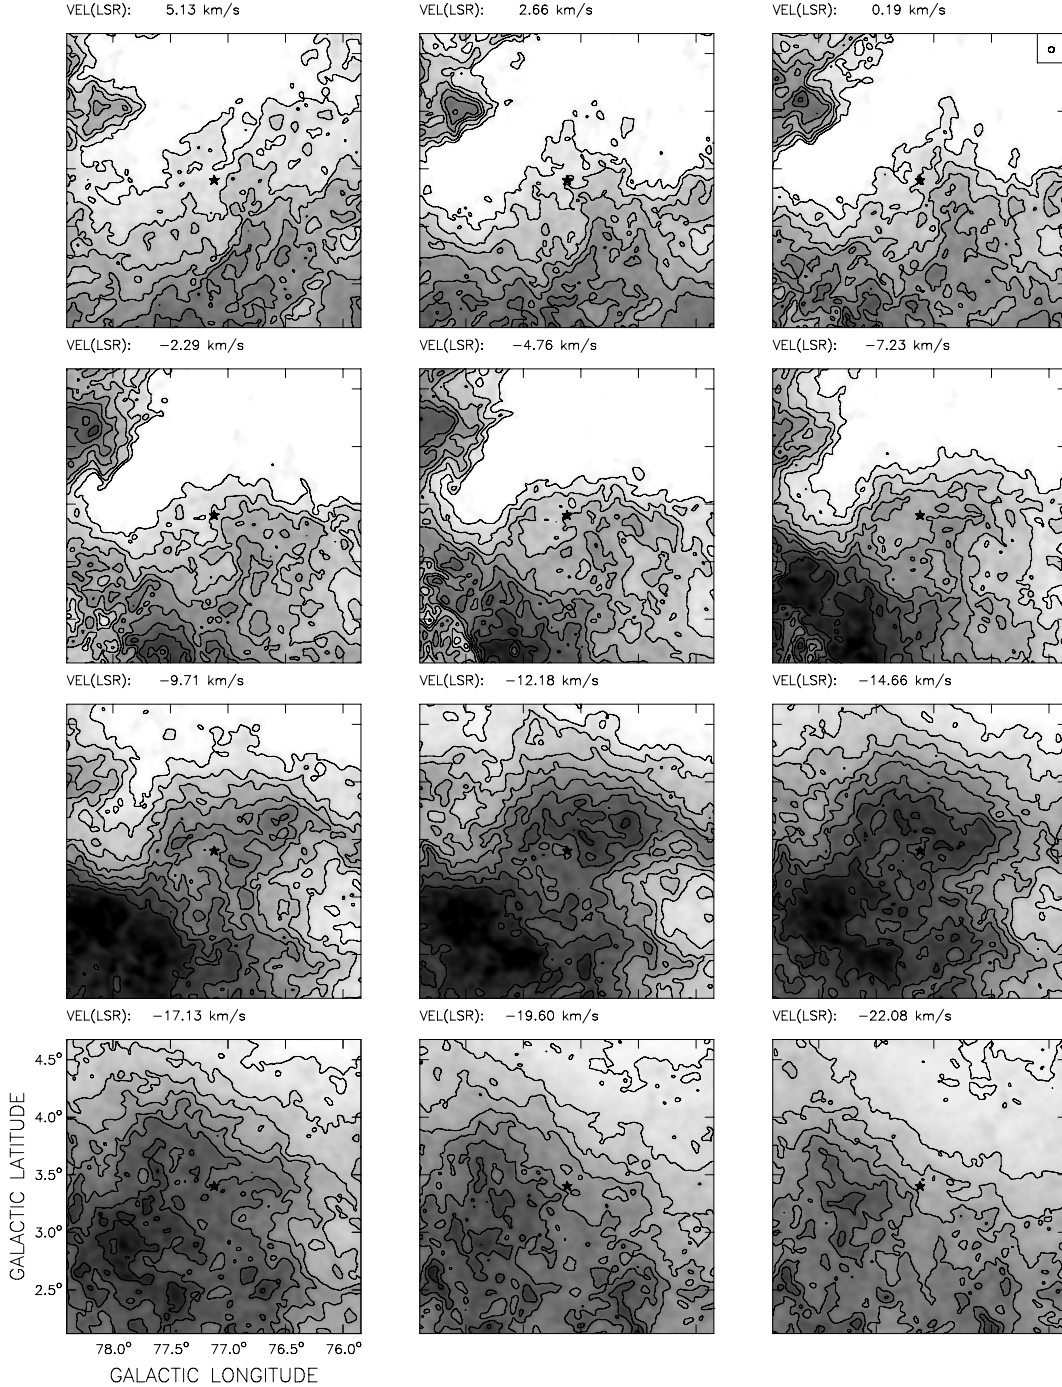 VEL(LSR): 5.13 km/s VEL(LSR): 2.66 km/s VEL(LSR): 0.19 km/s
VEL(LSR): −2.29 km/s VEL(LSR): −4.76 km/s VEL(LSR): −7.23 km/s
VEL(LSR): −9.71 km/s VEL(LSR): −12.18 km/s VEL(LSR): −14.66 km/s
VEL(LSR): −17.13 km/s VEL(LSR): −19.60 km/s VEL(LSR): −22.08 km/s
GALACTIC LATITUDE
4.5°
4.0°
3.5°
3.0°
2.5°
78.0° 77.5° 77.0° 76.5° 76.0°
GALACTIC LONGITUDE